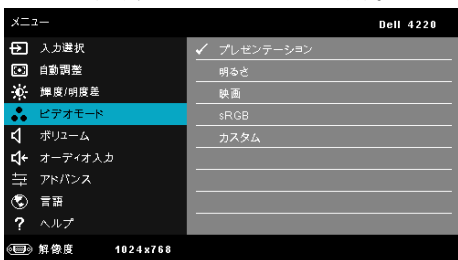 メニュー
Dell 4220
入力選択
自動調整
輝度/明度差
ビデオモード
ボリューム
オーディオ入力
アドバンス
言語
ヘルプ
プレゼンテーション
明るさ
映画
sRGB
カスタム
解像度 1024x768